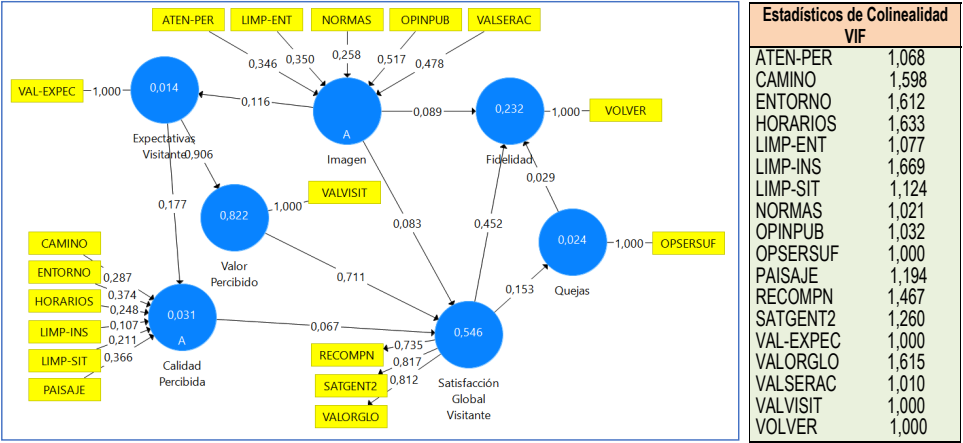 ATEN-PER
LIMP-ENT
NORMAS
OPINPUB
VALSERAC
0,346
0,350
0,258
0,517
0,478
VAL-EXPEC
1,000
0,014
Expectativas
Visitante
0,116
A
Imagen
0,089
0,232
Fidelidad
1,000
VOLVER
0,906
0,177
0,822
Valor
Percibido
1,000
VALVISIT
0,083
0,452
0,029
0,024
Quejas
1,000
OPSERSUF
0,711
0,153
CAMINO
ENTORNO
HORARIOS
LIMP-INS
LIMP-SIT
PAISAJE
0,287
0,374
0,248
0,107
0,211
0,366
0,031
A
Calidad
Percibida
0,067
0,546
Satisfacción
Global
Visitante
0,735
0,817
0,812
RECOMPN
SATGENT2
VALORGLO
Estadísticos de Colinealidad
VIF
ATEN-PER 1,068
CAMINO 1,598
ENTORNO 1,612
HORARIOS 1,633
LIMP-ENT 1,077
LIMP-INS 1,669
LIMP-SIT 1,124
NORMAS 1,021
OPINPUB 1,032
OPSERSUF 1,000
PAISAJE 1,194
RECOMPN 1,467
SATGENT2 1,260
VAL-EXPEC 1,000
VALORGLO 1,615
VALSERAC 1,010
VALVISIT 1,000
VOLVER 1,000